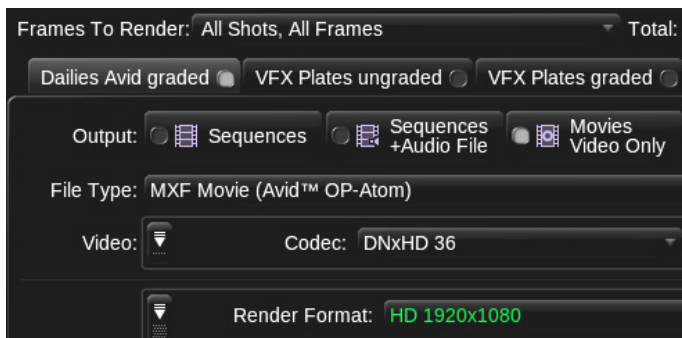 Frames To Render: All Shots, All Frames Total:
Dailies Avid graded VFX Plates ungraded VFX Plates graded
Output: Sequences Sequences +Audio File Movies Video Only
File Type: MXF Movie (Avid™ OP-Atom)
Video: Codec: DNxHD 36
Render Format: HD 1920x1080